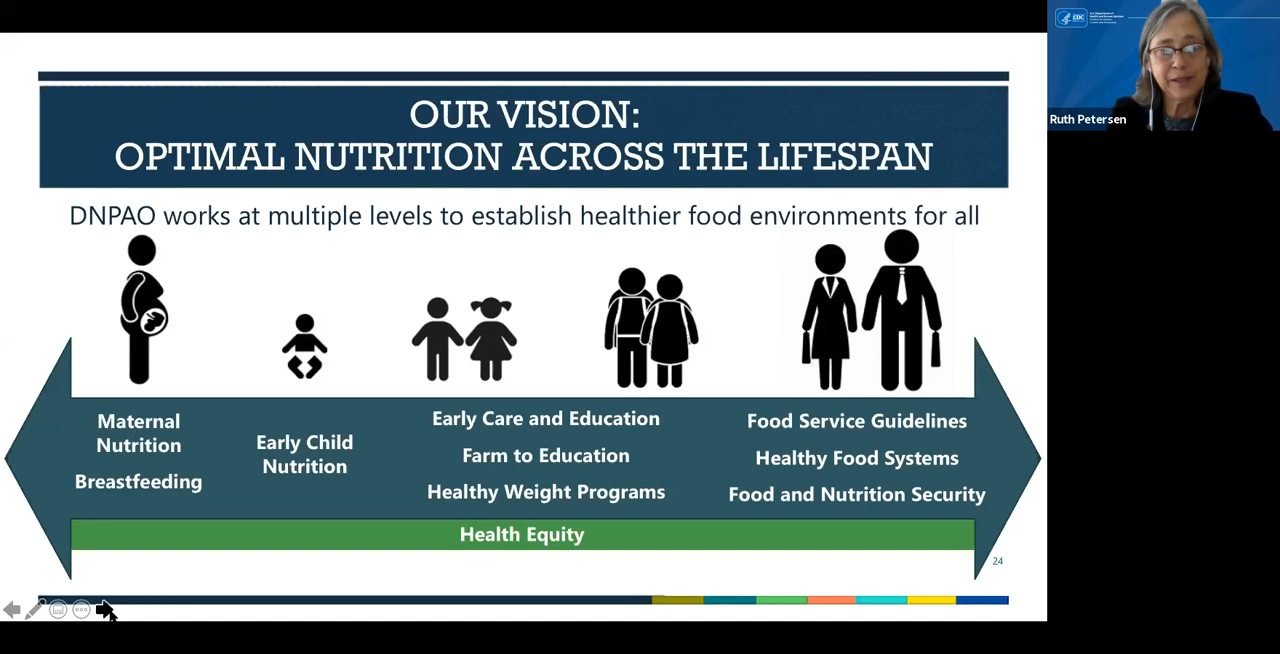 OUR VISION:
OPTIMAL NUTRITION ACROSS THE LIFESPAN
DNPAO works at multiple levels to establish healthier food environments for all
Maternal
Nutrition
Breastfeeding
Early Child
Nutrition
Early Care and Education
Farm to Education
Healthy Weight Programs
Food Service Guidelines
Healthy Food Systems
Food and Nutrition Security
Health Equity
24
CDC
Ruth Petersen